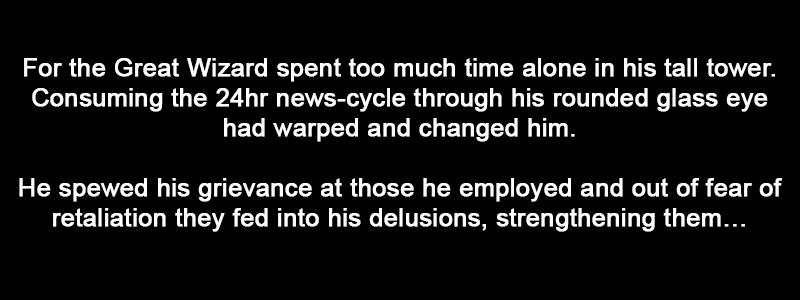 For the Great Wizard spent too much time alone in his tall tower.
Consuming the 24hr news-cycle through his rounded glass eye
had warped and changed him.
He spewed his grievance at those he employed and out of fear of
retaliation they fed into his delusions, strengthening them…